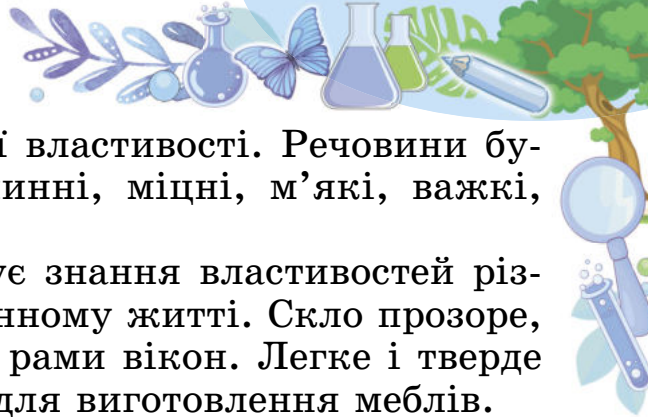 ї властивості. Речовини бу-
инні, міцні, м’які, важкі,
ує знання властивостей різ-
нному житті. Скло прозоре,
рами вікон. Легке і тверде
для виготовлення меблів.